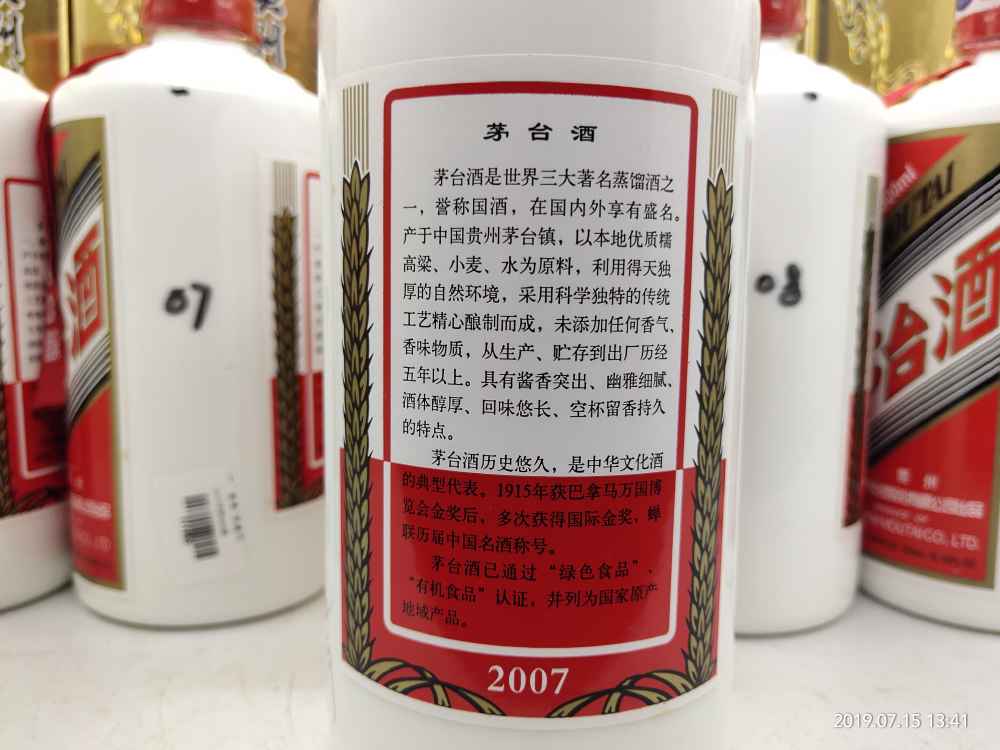 茅台酒
茅台酒是世界三大著名蒸馏酒之
一，誉称国酒，在国内外享有盛名。
产于中国贵州茅台镇，以本地优质糯
高粱、小麦、水为原料，利用得天独
厚的自然环境，采用科学独特的传统
工艺精心酿制而成，未添加任何香气、
香味物质，从生产、贮存到出厂历经
五年以上。具有酱香突出、幽雅细腻、
酒体醇厚、回味悠长、空杯留香持久
的特点。
茅台酒历史悠久，是中华文化酒
的典型代表。1915年获巴拿马万国博
览会金奖后，多次获得国际金奖，蝉
联历届中国名酒称号。
茅台酒已通过“绿色食品”、
“有机食品”认证，并列为国家原产
地域产品。
2007
07
酒
08
OUTAI
台酒
贵州
MOUTAI CO., LTD.
CO., LTD
2019.07.15 13:41